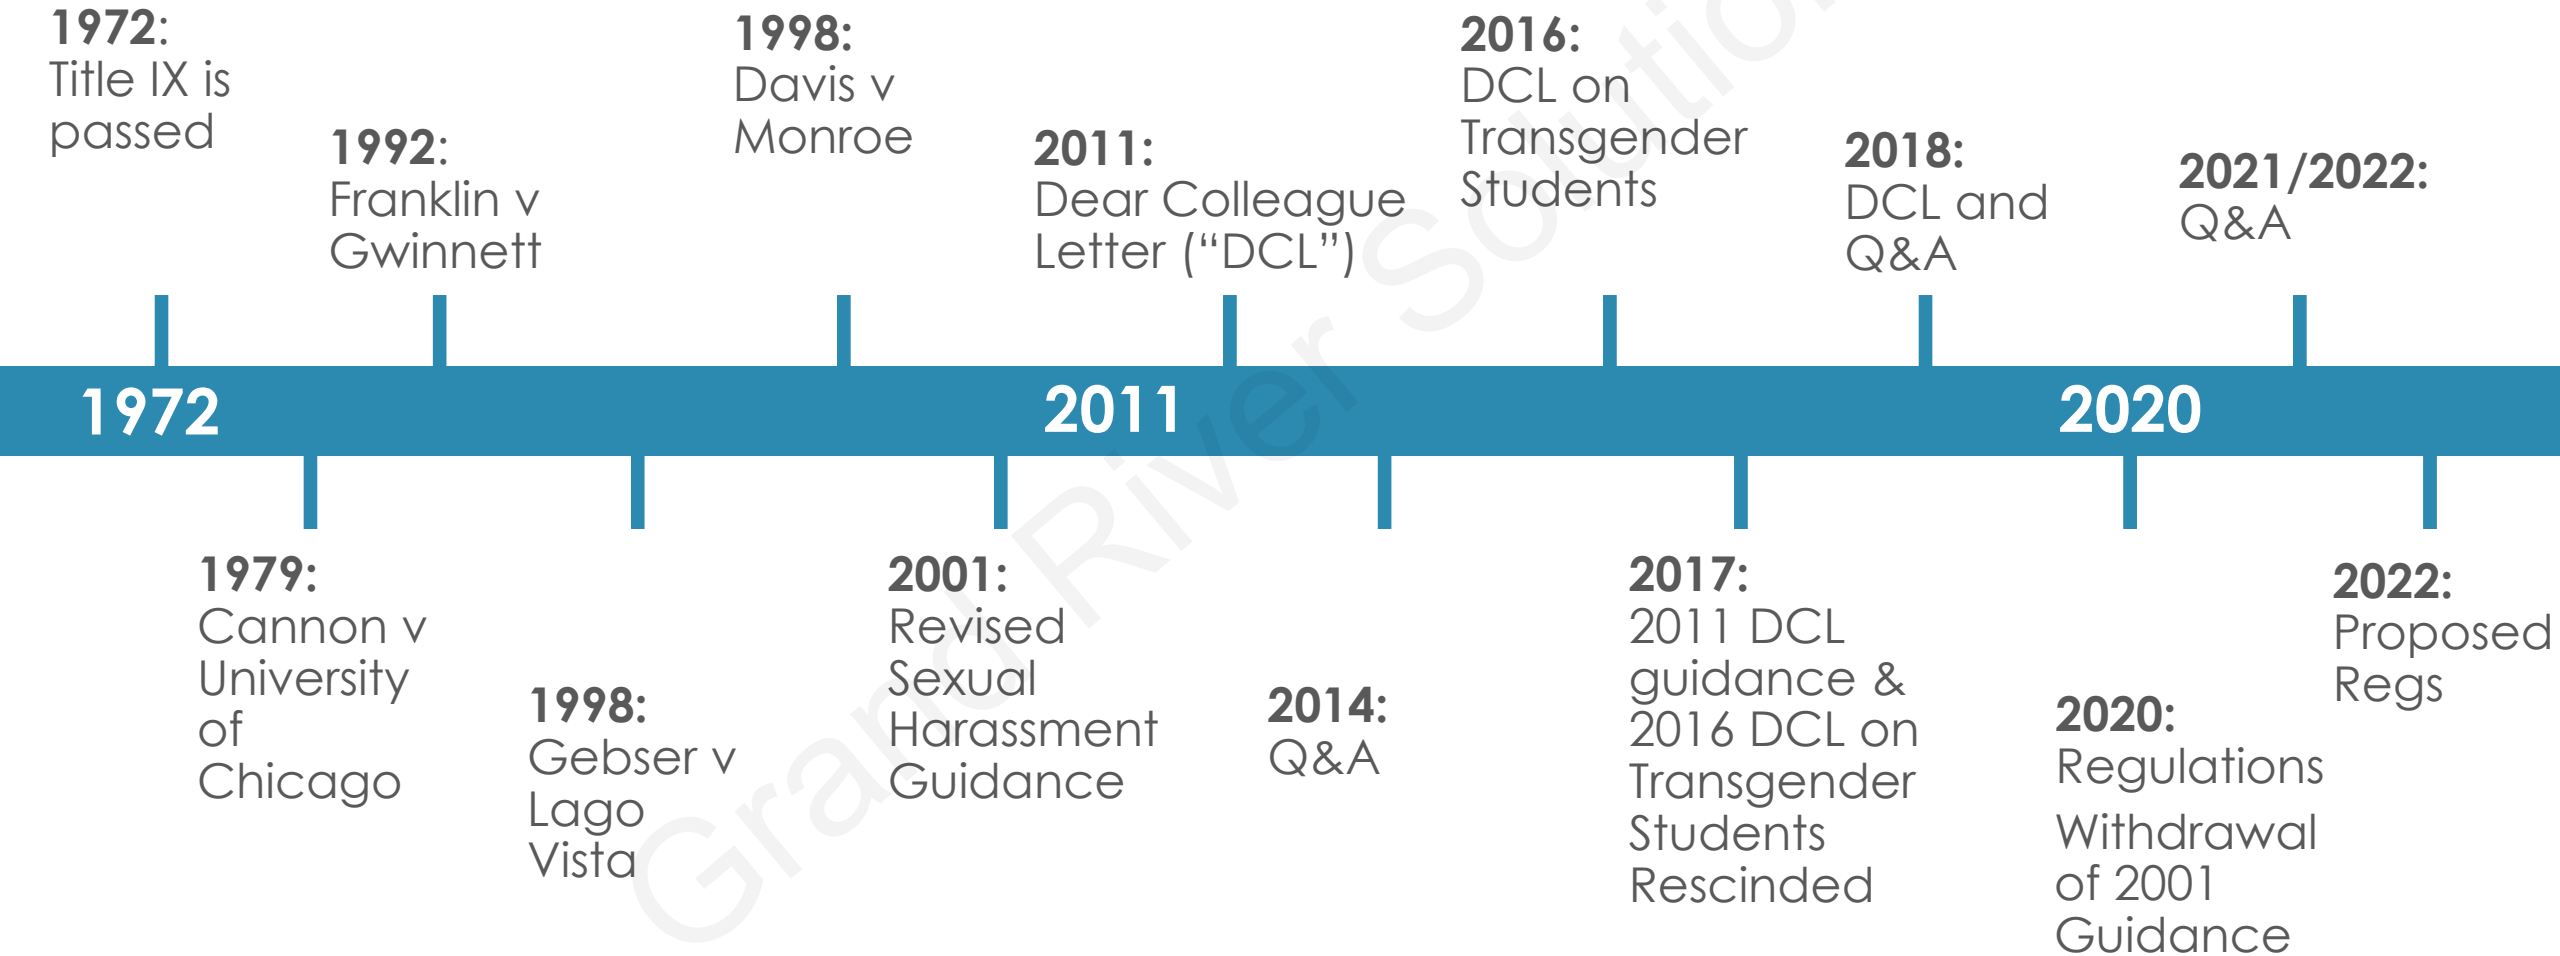 1972:
Title IX is
passed
1992:
Franklin v
Gwinnett
1998:
Davis v
Monroe
2011:
Dear Colleague
Letter (“DCL”)
2016:
DCL on
Transgender
Students
2018:
DCL and
Q&A
2021/2022:
Q&A
1972
2011
2020
1979:
Cannon v
University
of
Chicago
1998:
Gebser v
Lago
Vista
2001:
Revised
Sexual
Harassment
Guidance
2014:
Q&A
2017:
2011 DCL
guidance &
2016 DCL on
Transgender
Students
Rescinded
2020:
Regulations
Withdrawal
of 2001
Guidance
2022:
Proposed
Regs
Grand River Solution